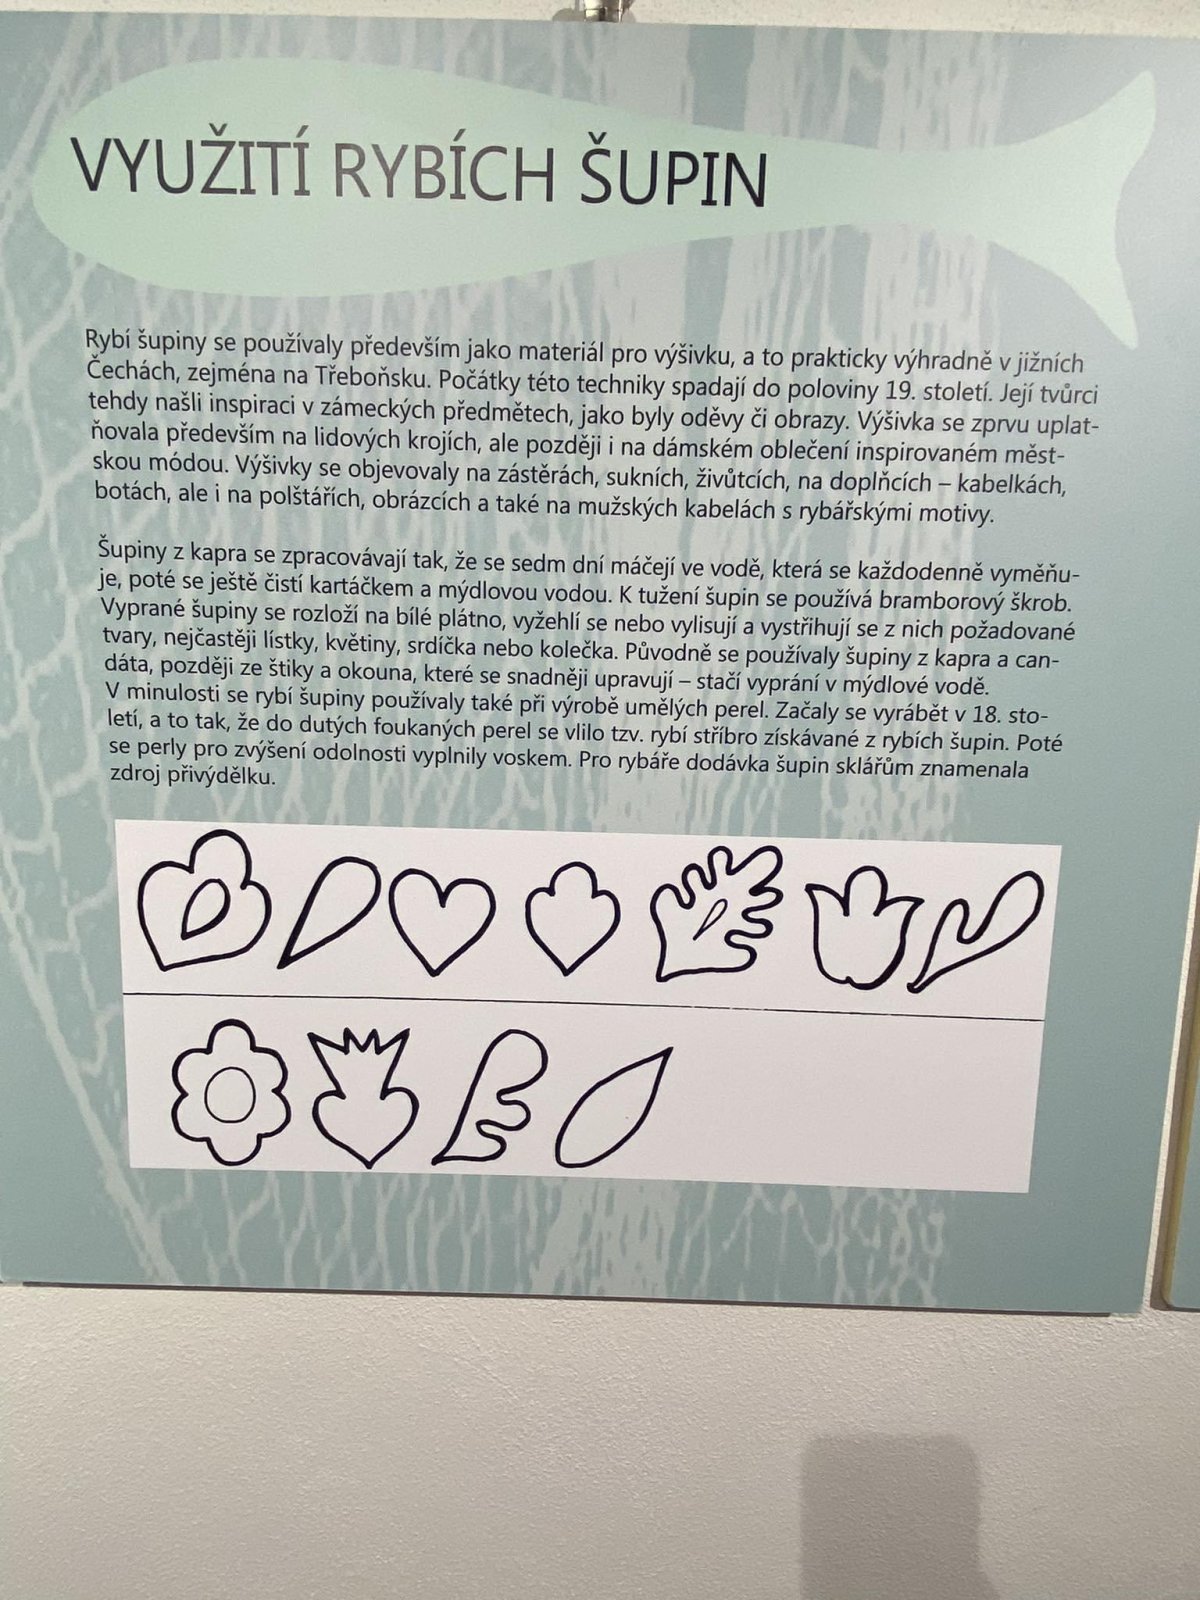 VYUŽITÍ RYBÍCH ŠUPIN
Rybí šupiny se používaly především jako materiál pro výšivku, a to prakticky výhradně v jižních
Čechách, zejména na Třeboňsku. Počátky této techniky spadají do poloviny 19. století. Její tvůrci
tehdy našli inspiraci v zámeckých předmětech, jako byly oděvy či obrazy. Výšivka se zprvu uplat-
ňovala především na lidových krojích, ale později i na dámském oblečení inspirovaném měst-
skou módou. Výšivky se objevovaly na zástěrách, sukních, živůtcích, na doplňcích – kabelkách,
botách, ale i na polštářích, obrázcích a také na mužských kabelách s rybářskými motivy.
Šupiny z kapra se zpracovávají tak, že se sedm dní máčejí ve vodě, která se každodenně vyměňu-
je, poté se ještě čistí kartáčkem a mýdlovou vodou. K tužení šupin se používá bramborový škrob.
Vyprané šupiny se rozloží na bílé plátno, vyžehlí se nebo vylisují a vystřihují se z nich požadované
tvary, nejčastěji lístky, květiny, srdíčka nebo kolečka. Původně se používaly šupiny z kapra a can-
dáta, později ze štiky a okouna, které se snadněji upravují – stačí vyprání v mýdlové vodě.
V minulosti se rybí šupiny používaly také při výrobě umělých perel. Začaly se vyrábět v 18. sto-
letí, a to tak, že do dutých foukaných perel se vlilo tzv. rybí stříbro získávané z rybích šupin. Poté
se perly pro zvýšení odolnosti vyplnily voskem. Pro rybáře dodávka šupin sklářům znamenala
zdroj přivýdělku.